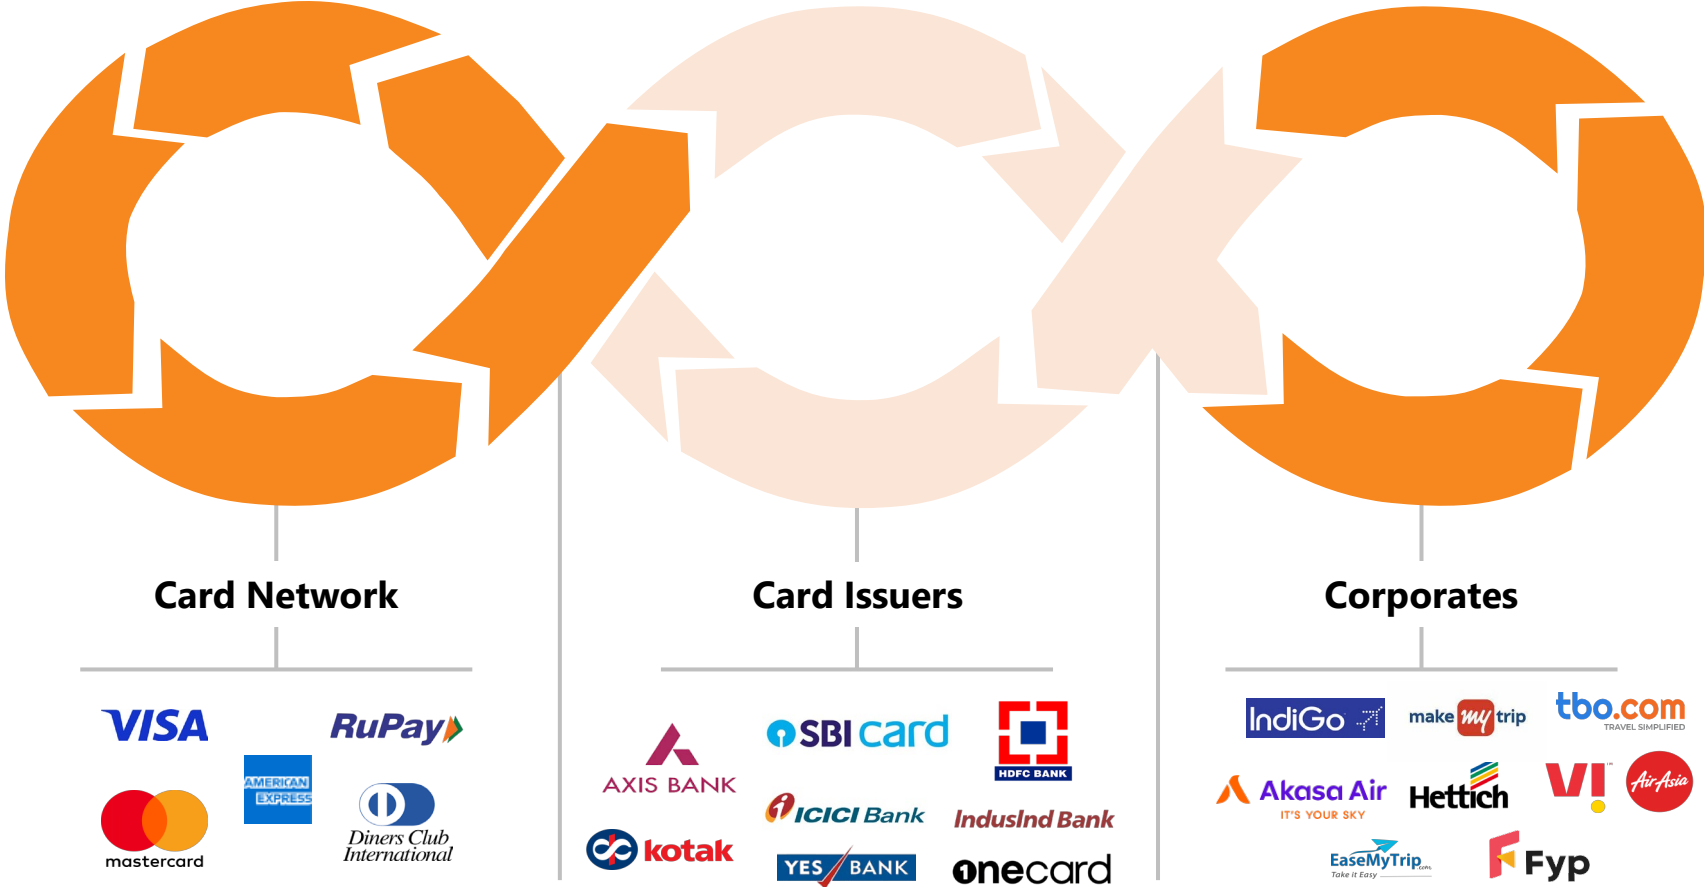 Card Network
VISA
RuPay
AMERICAN
EXPRESS
mastercard
Diners Club
International
Card Issuers
AXIS BANK
SBI card
HDFC BANK
ICICI Bank
IndusInd Bank
kotak
YES BANK
onecard
Corporates
IndiGo
make my trip
tbo.com
TRAVEL SIMPLIFIED
Akasa Air
IT'S YOUR SKY
Hettich
VI
AirAsia
EaseMyTrip.com
Take it Easy
Fyp